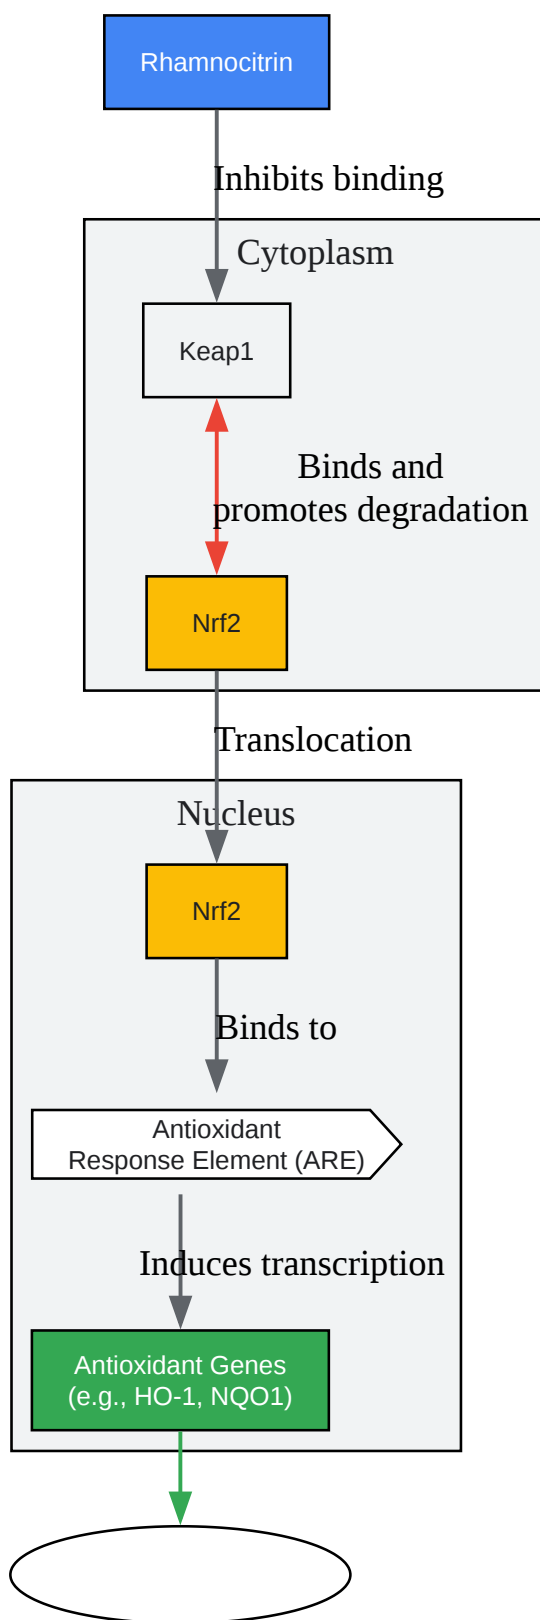 Rhamnocitrin
Inhibits binding
Cytoplasm
Keap1
Binds and
promotes degradation
Nrf2
Translocation
Nucleus
Nrf2
Binds to
Antioxidant
Response Element (ARE)
Induces transcription
Antioxidant Genes
(e.g., HO-1, NQO1)